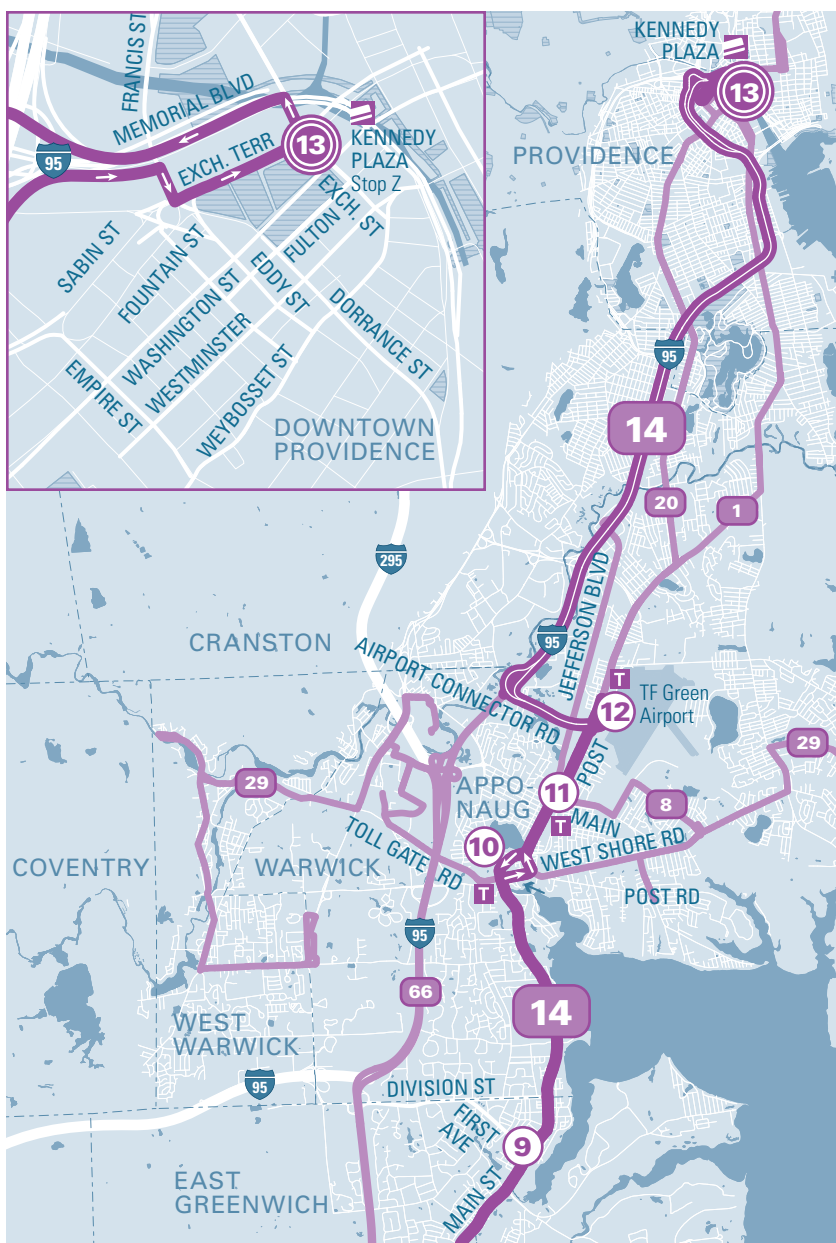 FRANCIS ST
MEMORIAL BLVD
95
EXCH. TERR
13
KENNEDY
PLAZA
Stop Z
EXCH. ST
FULTON
SABIN ST
FOUNTAIN ST
EDDY ST
WASHINGTON ST
DORRANCE ST
WESTMINSTER
EMPIRE ST
WEYBOSSET ST
DOWNTOWN
PROVIDENCE
KENNEDY
PLAZA
13
PROVIDENCE
95
14
20
1
295
JEFFERSON BLVD
95
CRANSTON
AIRPORT CONNECTOR RD
T
TF Green
Airport
12
POST
29
29
APPO-
NAUG
11
8
T
MAIN
10
WEST SHORE RD
TOLL GATE RD
COVENTRY
WARWICK
T
POST RD
95
66
14
WEST
WARWICK
95
DIVISION ST
FIRST
AVE
9
EAST
GREENWICH
MAIN ST